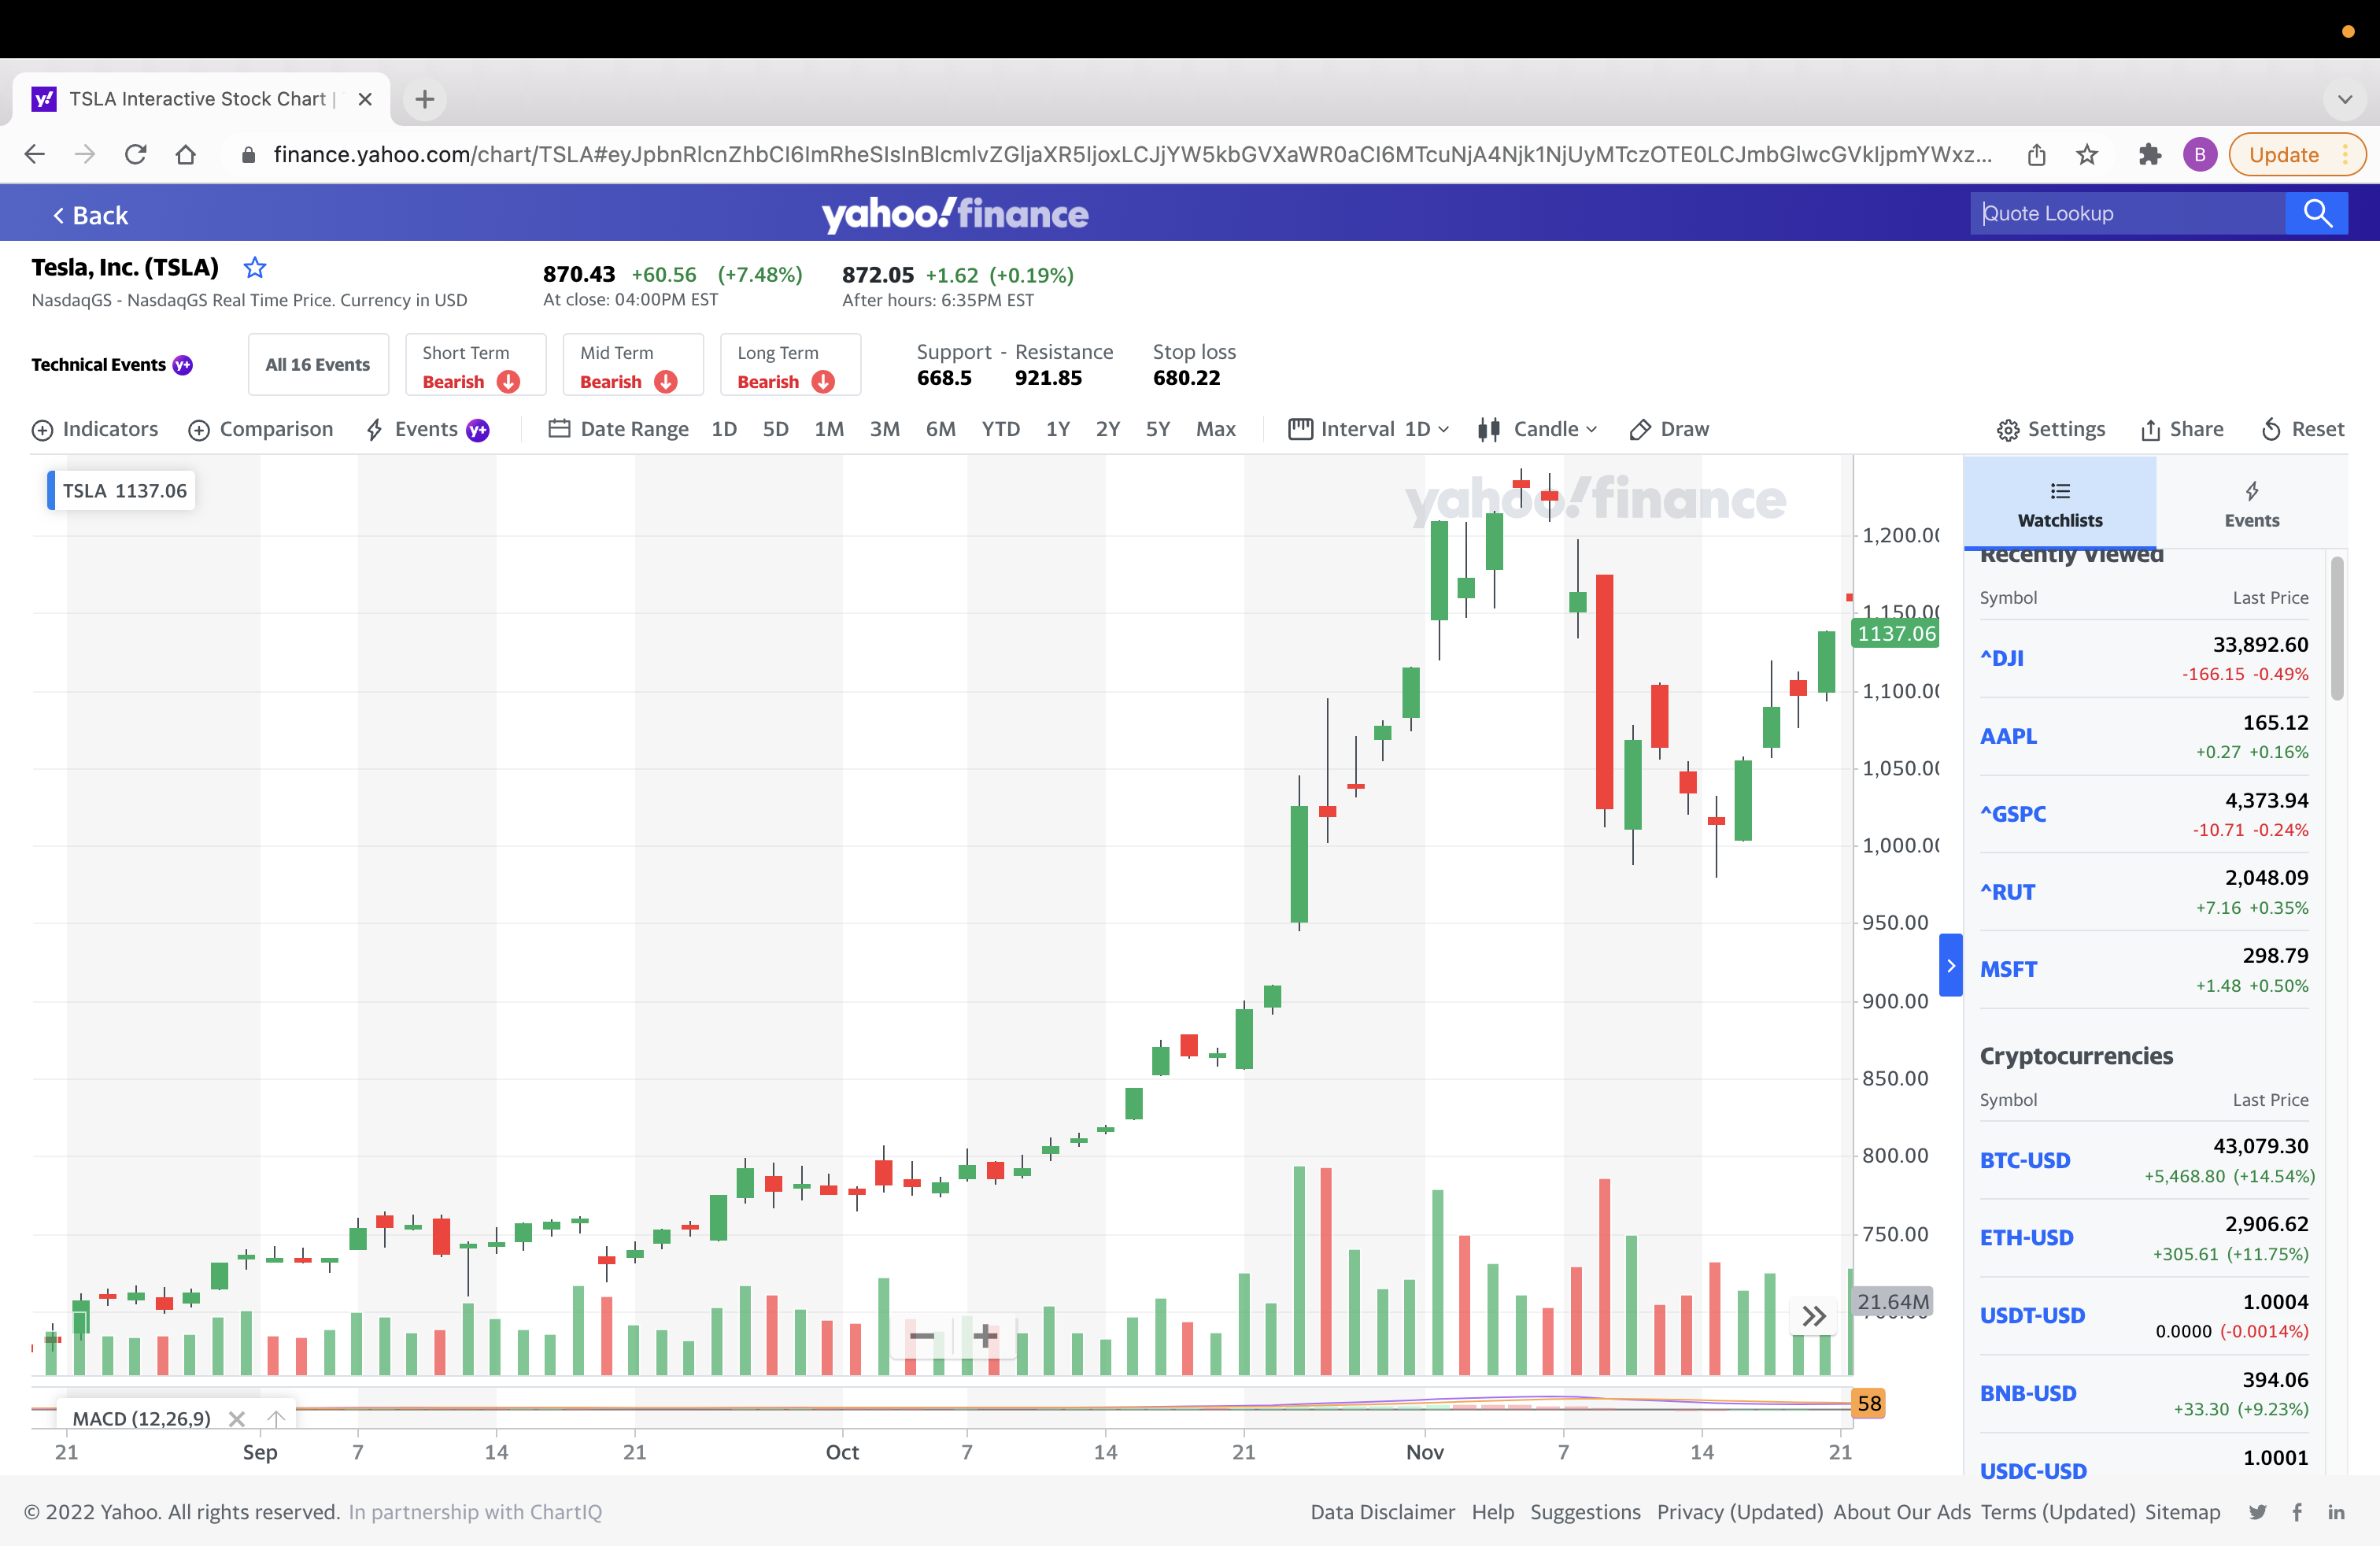 TSLA Interactive Stock Chart |
finance.yahoo.com/chart/TSLA#eyJpbnRlcnZhbCI6ImRheSIsInBlcmlvZGljaXR5IjoxLCJjYW5kbGVXaWR0aCI6MTcuNjA4Njk1NjUyMTczOTE0LCJmbGlwcGVkIjpmYWxz...
B
Update
Back
yahoo!finance
Quote Lookup
Tesla, Inc. (TSLA)
NasdaqGS - NasdaqGS Real Time Price. Currency in USD
870.43 +60.56 (+7.48%)
At close: 04:00PM EST
872.05 +1.62 (+0.19%)
After hours: 6:35PM EST
Technical Events y+
All 16 Events
Short Term
Bearish
Mid Term
Bearish
Long Term
Bearish
Support - Resistance
668.5 921.85
Stop loss
680.22
Indicators Comparison Events y+ Date Range 1D 5D 1M 3M 6M YTD 1Y 2Y 5Y Max Interval 1D Candle Draw Settings Share Reset
TSLA 1137.06
yahoo!finance
1,200.0
1,150.0
1137.06
1,100.0
1,050.0
1,000.0
950.00
900.00
850.00
800.00
750.00
21.64M
MACD (12,26,9)
58
21 Sep 7 14 21 Oct 7 14 21 Nov 7 14 21
Watchlists
Events
Recently Viewed
Symbol Last Price
^DJI 33,892.60
-166.15 -0.49%
AAPL 165.12
+0.27 +0.16%
^GSPC 4,373.94
-10.71 -0.24%
^RUT 2,048.09
+7.16 +0.35%
MSFT 298.79
+1.48 +0.50%
Cryptocurrencies
Symbol Last Price
BTC-USD 43,079.30
+5,468.80 (+14.54%)
ETH-USD 2,906.62
+305.61 (+11.75%)
USDT-USD 1.0004
0.0000 (-0.0014%)
BNB-USD 394.06
+33.30 (+9.23%)
USDC-USD 1.0001
© 2022 Yahoo. All rights reserved. In partnership with ChartIQ
Data Disclaimer Help Suggestions Privacy (Updated) About Our Ads Terms (Updated) Sitemap